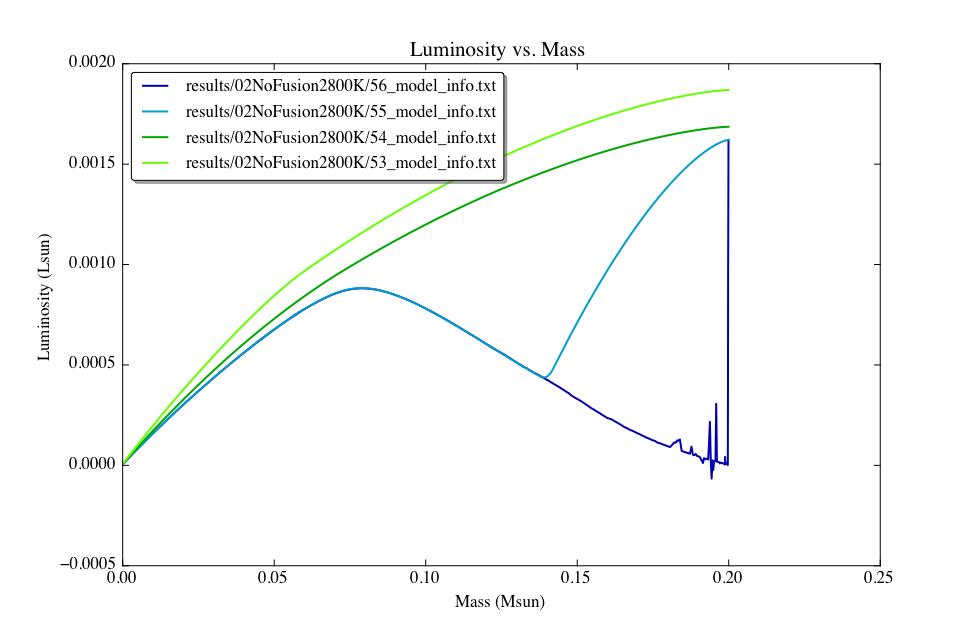 Luminosity vs. Mass
results/02NoFusion2800K/56_model_info.txt
results/02NoFusion2800K/55_model_info.txt
results/02NoFusion2800K/54_model_info.txt
results/02NoFusion2800K/53_model_info.txt
Luminosity (Lsun)
0.0020
0.0015
0.0010
0.0005
0.0000
−0.0005
0.00 0.05 0.10 0.15 0.20 0.25
Mass (Msun)